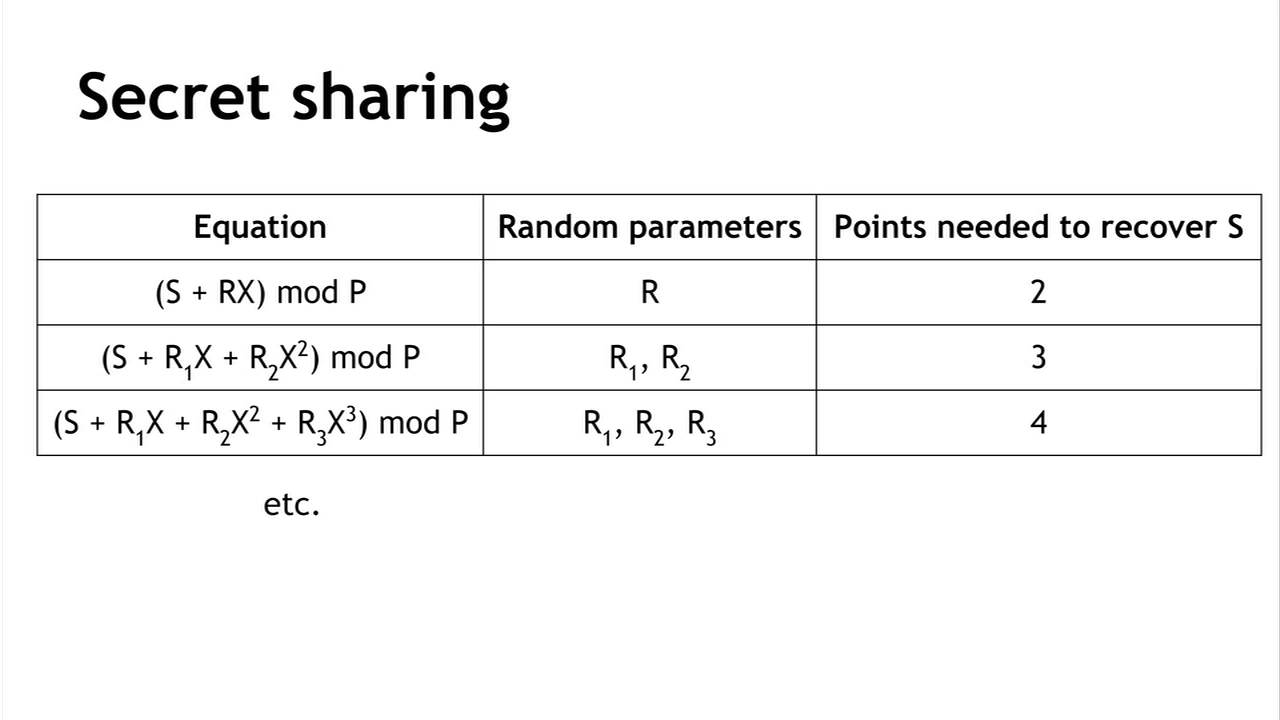 Secret sharing
Equation Random parameters Points needed to recover S
(S + RX) mod P R 2
(S + R₁X + R₂X²) mod P R₁, R₂ 3
(S + R₁X + R₂X² + R₃X³) mod P R₁, R₂, R₃ 4
etc.